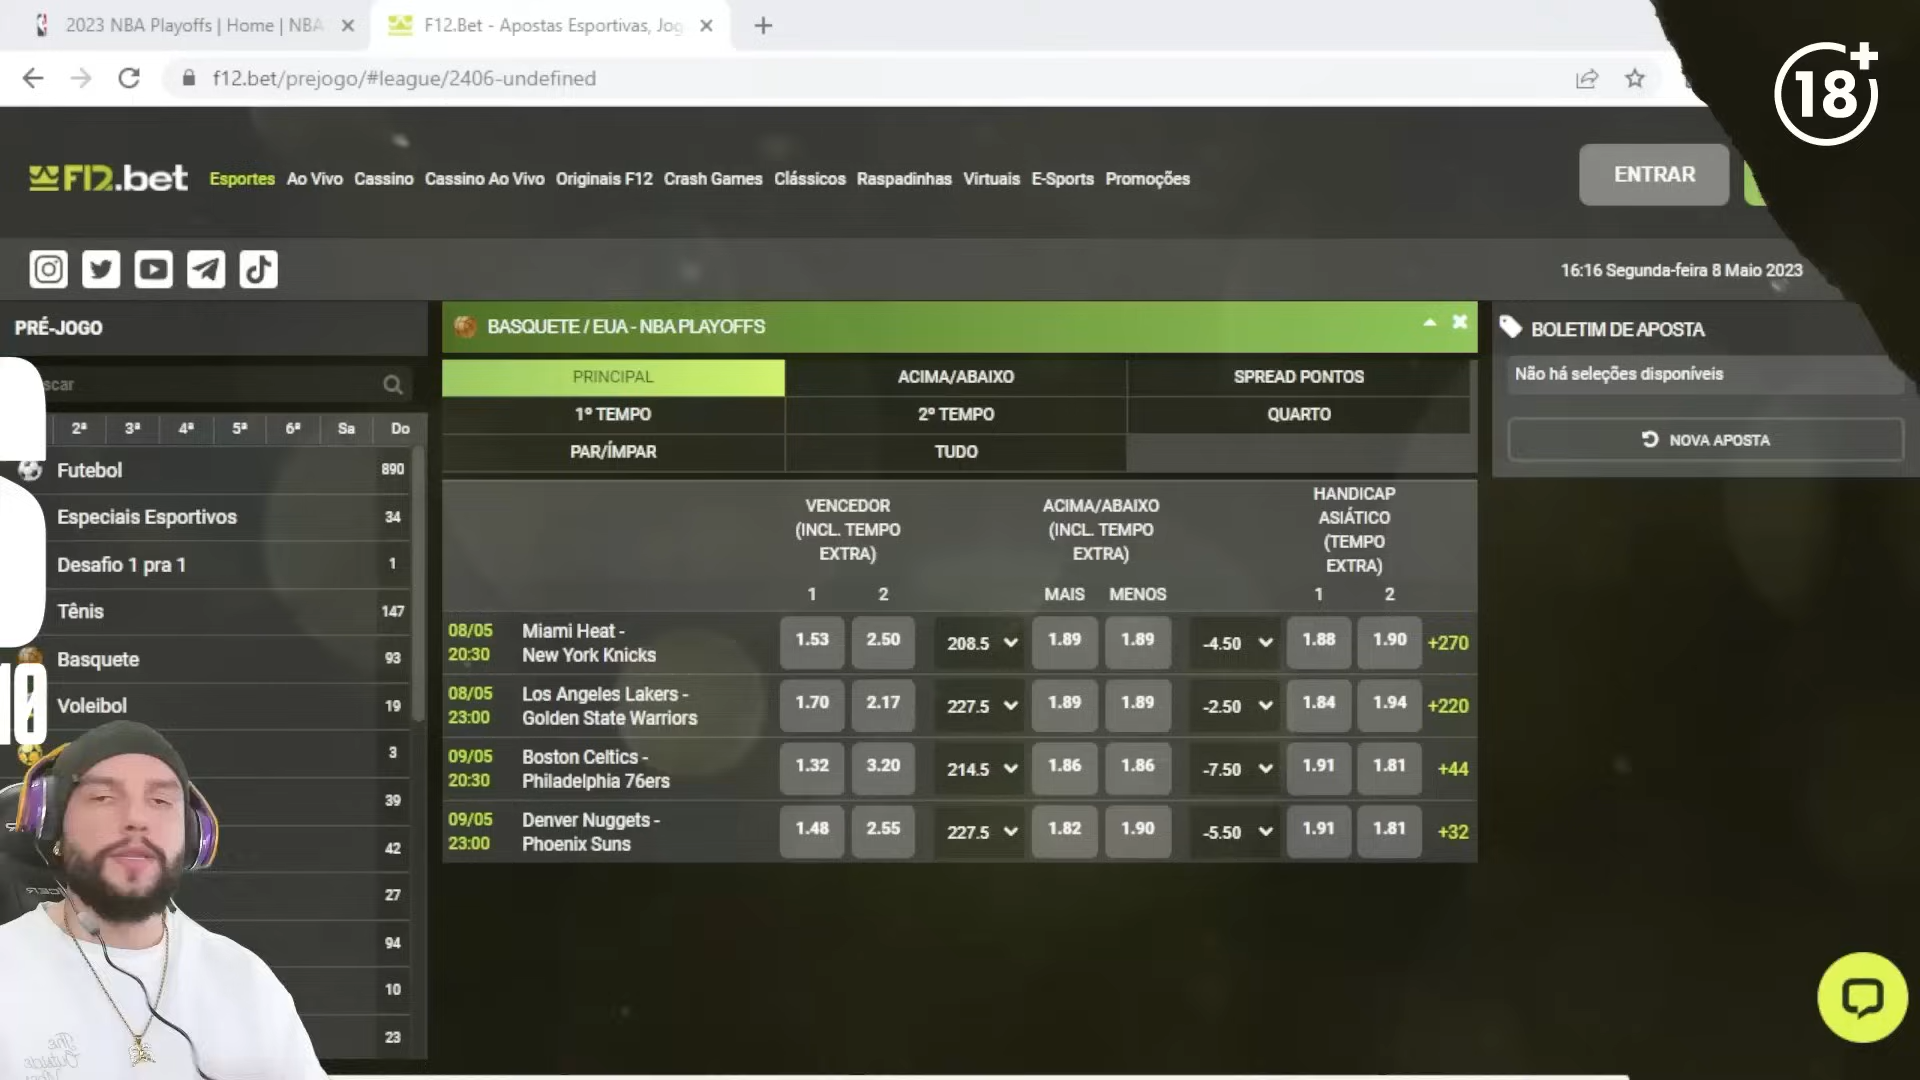 2023 NBA Playoffs | Home | NBA
F12.Bet - Apostas Esportivas, Jog
f12.bet/prejogo/#league/2406-undefined
18+
F12.bet
Esportes Ao Vivo Cassino Cassino Ao Vivo Originais F12 Crash Games Clássicos Raspadinhas Virtuais E-Sports Promoções
ENTRAR
16:16 Segunda-feira 8 Maio 2023
PRÉ-JOGO
scar
2ª 3ª 4ª 5ª 6ª Sa Do
Futebol 890
Especiais Esportivos 34
Desafio 1 pra 1 1
Tênis 147
Basquete 93
Voleibol 19
3
39
42
27
94
10
23
10
BASQUETE / EUA - NBA PLAYOFFS
PRINCIPAL ACIMA/ABAIXO SPREAD PONTOS
1º TEMPO 2º TEMPO QUARTO
PAR/ÍMPAR TUDO
VENCEDOR
(INCL. TEMPO
EXTRA)
ACIMA/ABAIXO
(INCL. TEMPO
EXTRA)
HANDICAP
ASIÁTICO
(TEMPO
EXTRA)
1 2 MAIS MENOS 1 2
08/05
20:30
Miami Heat -
New York Knicks
1.53 2.50 208.5 1.89 1.89 -4.50 1.88 1.90 +270
08/05
23:00
Los Angeles Lakers -
Golden State Warriors
1.70 2.17 227.5 1.89 1.89 -2.50 1.84 1.94 +220
09/05
20:30
Boston Celtics -
Philadelphia 76ers
1.32 3.20 214.5 1.86 1.86 -7.50 1.91 1.81 +44
09/05
23:00
Denver Nuggets -
Phoenix Suns
1.48 2.55 227.5 1.82 1.90 -5.50 1.91 1.81 +32
BOLETIM DE APOSTA
Não há seleções disponíveis
NOVA APOSTA